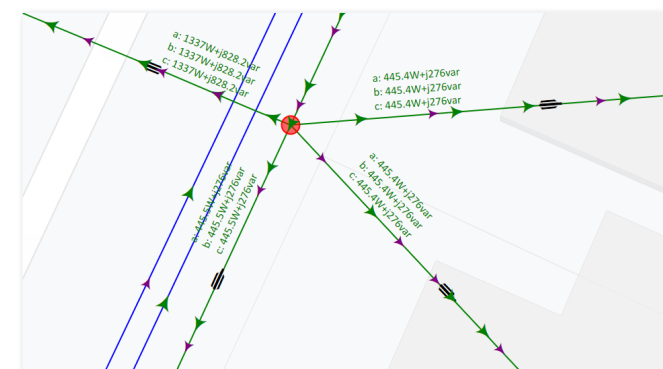 a: 1337W+j828.2var
b: 1337W+j828.2var
c: 1337W+j828.2var
a: 445.4W+j276var
b: 445.4W+j276var
c: 445.4W+j276var
a: 445.5W+j276var
b: 445.5W+j276var
c: 445.5W+j276var
a: 445.4W+j276var
b: 445.4W+j276var
c: 445.4W+j276var